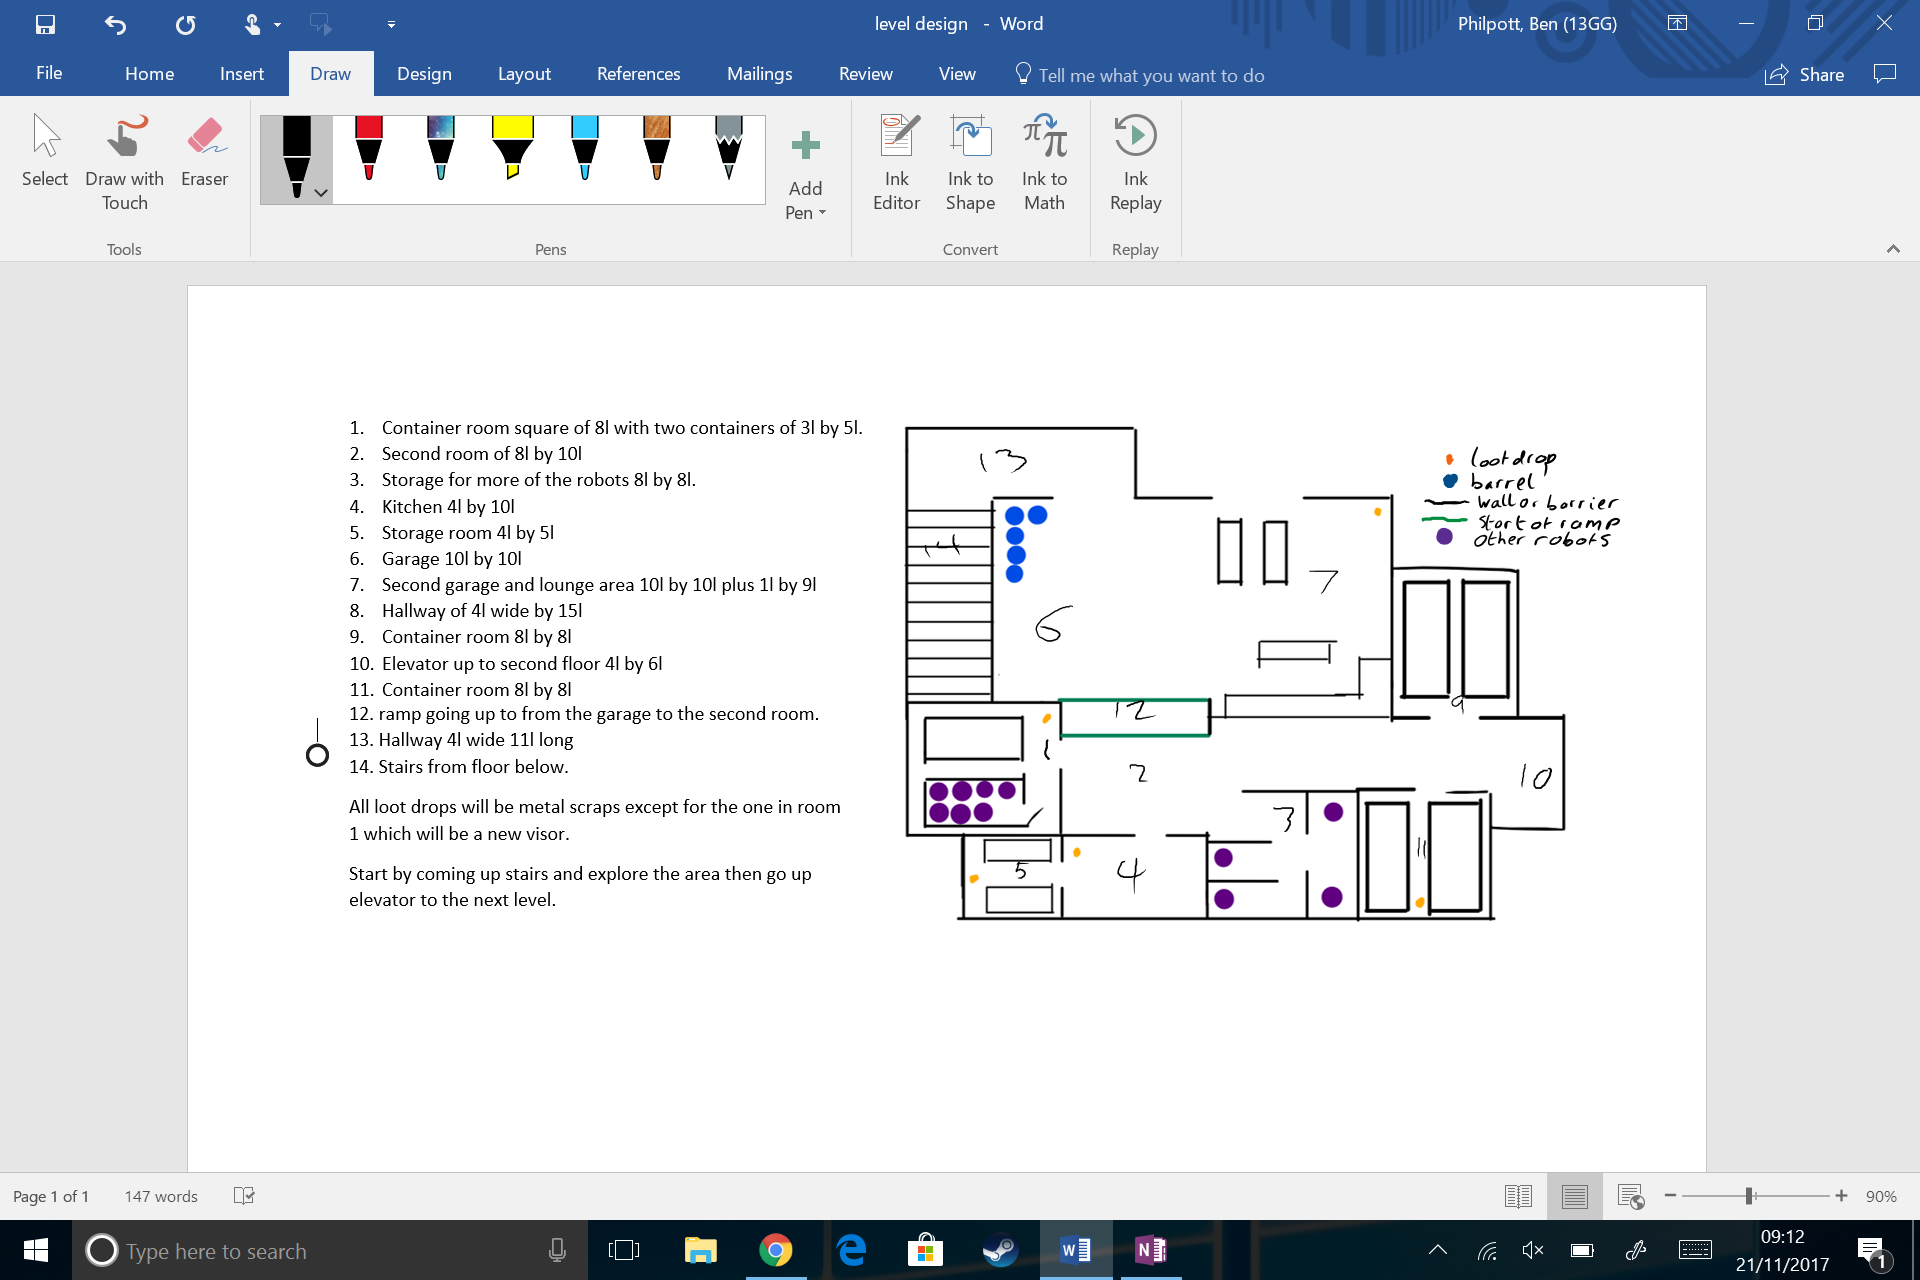 level design - Word
Philpott, Ben (13GG)
File Home Insert Draw Design Layout References Mailings Review View Tell me what you want to do Share
Select
Draw with Touch
Eraser
Add Pen
Ink Editor
Ink to Shape
Ink to Math
Ink Replay
Tools Pens Convert Replay
1. Container room square of 8l with two containers of 3l by 5l.
2. Second room of 8l by 10l
3. Storage for more of the robots 8l by 8l.
4. Kitchen 4l by 10l
5. Storage room 4l by 5l
6. Garage 10l by 10l
7. Second garage and lounge area 10l by 10l plus 1l by 9l
8. Hallway of 4l wide by 15l
9. Container room 8l by 8l
10. Elevator up to second floor 4l by 6l
11. Container room 8l by 8l
12. ramp going up to from the garage to the second room.
13. Hallway 4l wide 11l long
14. Stairs from floor below.
All loot drops will be metal scraps except for the one in room
1 which will be a new visor.
Start by coming up stairs and explore the area then go up
elevator to the next level.
13
14
6
7
12
1
2
9
10
3
11
5
4
loot drop
barrel
wall or barrier
Start of ramp
other robots
Page 1 of 1 147 words 90%
Type here to search
09:12
21/11/2017
1